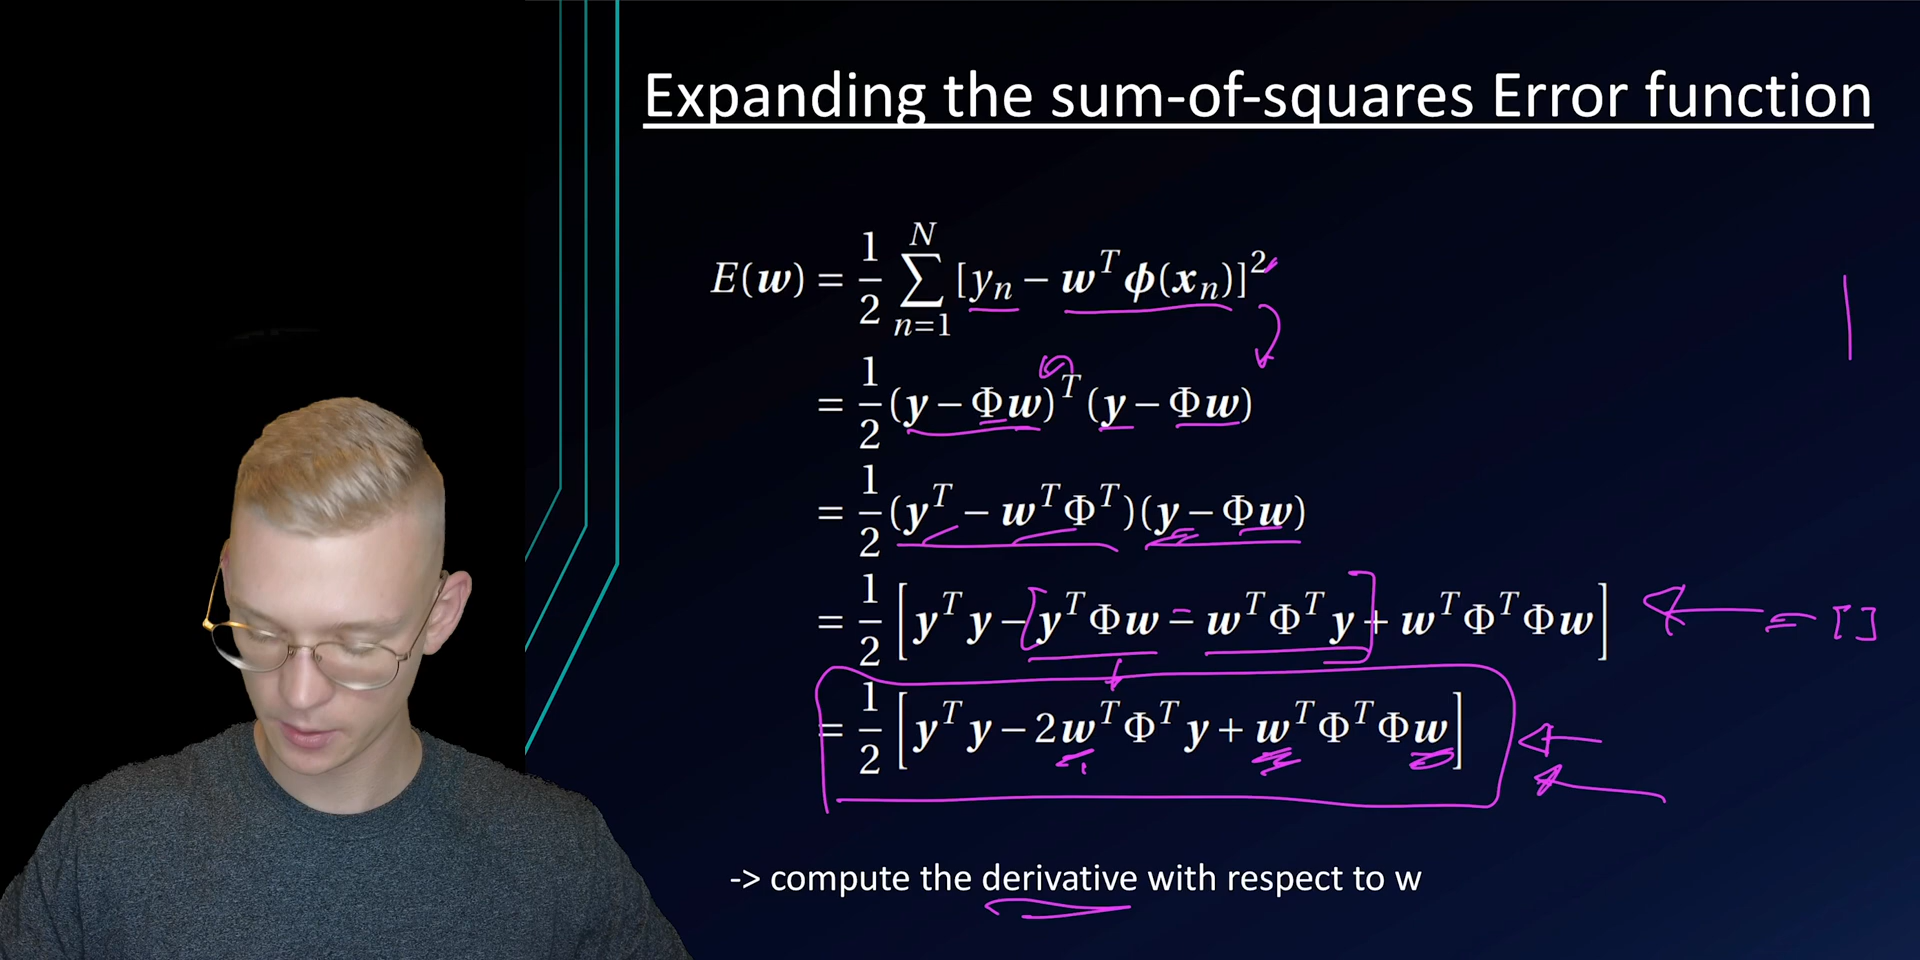 Expanding the sum-of-squares Error function
E(w) = 1/2 ∑_{n=1}^{N} [y_n − w^T ϕ(x_n)]^2
= 1/2 (y − Φw)^T (y − Φw)
= 1/2 (y^T − w^T Φ^T)(y − Φw)
= 1/2 [y^T y − [y^T Φw = w^T Φ^T y] + w^T Φ^T Φw] = []
= 1/2 [y^T y − 2w^T Φ^T y + w^T Φ^T Φw]
-> compute the derivative with respect to w